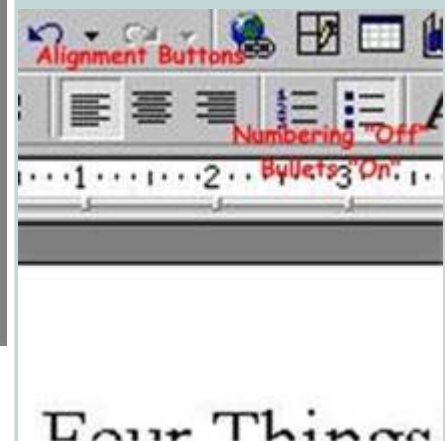 Alignment Buttons
Numbering "Off"
Bullets "On"
1 2 3
Four Things